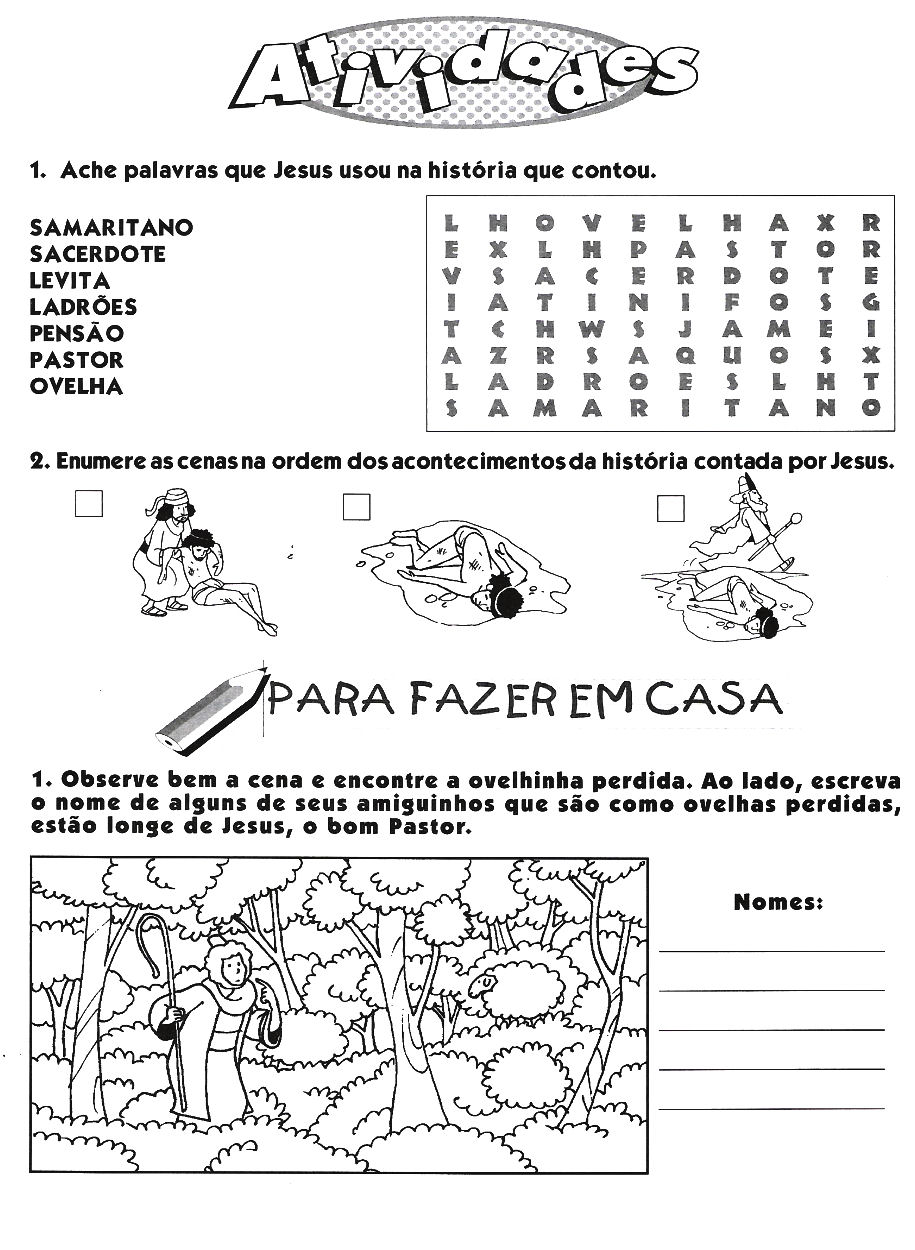 Atividades
1. Ache palavras que Jesus usou na história que contou.
SAMARITANO
SACERDOTE
LEVITA
LADRÕES
PENSÃO
PASTOR
OVELHA
L H O V E L H A X R
E X L H P A S T O R
V S A C E R D O T E
I A T I N I F O S G
T C H W S J A M E I
A Z R S A Q U O S X
L A D R O E S L H T
S A M A R I T A N O
2. Enumere as cenas na ordem dos acontecimentos da história contada por Jesus.
PARA FAZER EM CASA
1. Observe bem a cena e encontre a ovelhinha perdida. Ao lado, escreva
o nome de alguns de seus amiguinhos que são como ovelhas perdidas,
estão longe de Jesus, o bom Pastor.
Nomes: